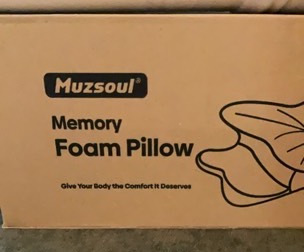 Muzsoul®
Memory
Foam Pillow
Give Your Body the Comfort It Deserves